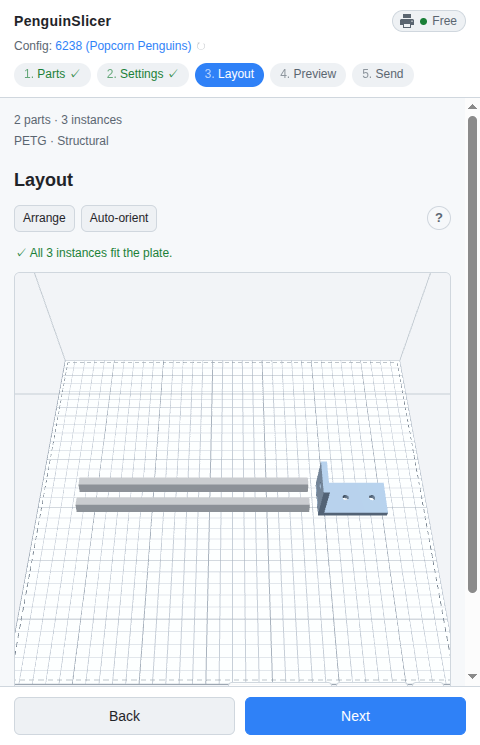 PenguinSlicer
Free
Config: 6238 (Popcorn Penguins)
1. Parts ✓
2. Settings ✓
3. Layout
4. Preview
5. Send
2 parts · 3 instances
PETG · Structural
Layout
Arrange
Auto-orient
?
✓ All 3 instances fit the plate.
Back
Next